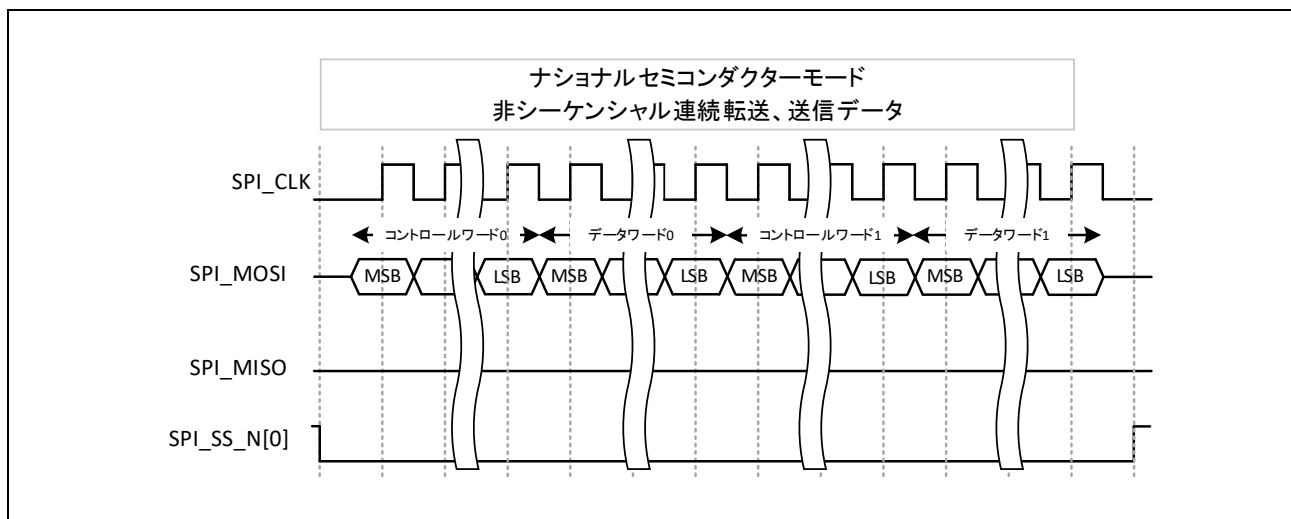 ナショナルセミコンダクターモード
非シーケンシャル連続転送、送信データ
SPI_CLK
コントロールワード0 データワード0 コントロールワード1 データワード1
SPI_MOSI MSB LSB MSB LSB MSB LSB MSB LSB
SPI_MISO
SPI_SS_N[0]